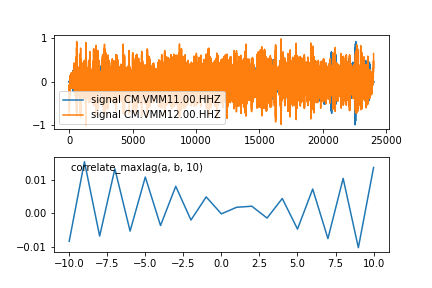 1
0
−1
signal CM.VMM11.00.HHZ
signal CM.VMM12.00.HHZ
0 5000 10000 15000 20000 25000
correlate_maxlag(a, b, 10)
0.01
0.00
−0.01
−10.0 −7.5 −5.0 −2.5 0.0 2.5 5.0 7.5 10.0